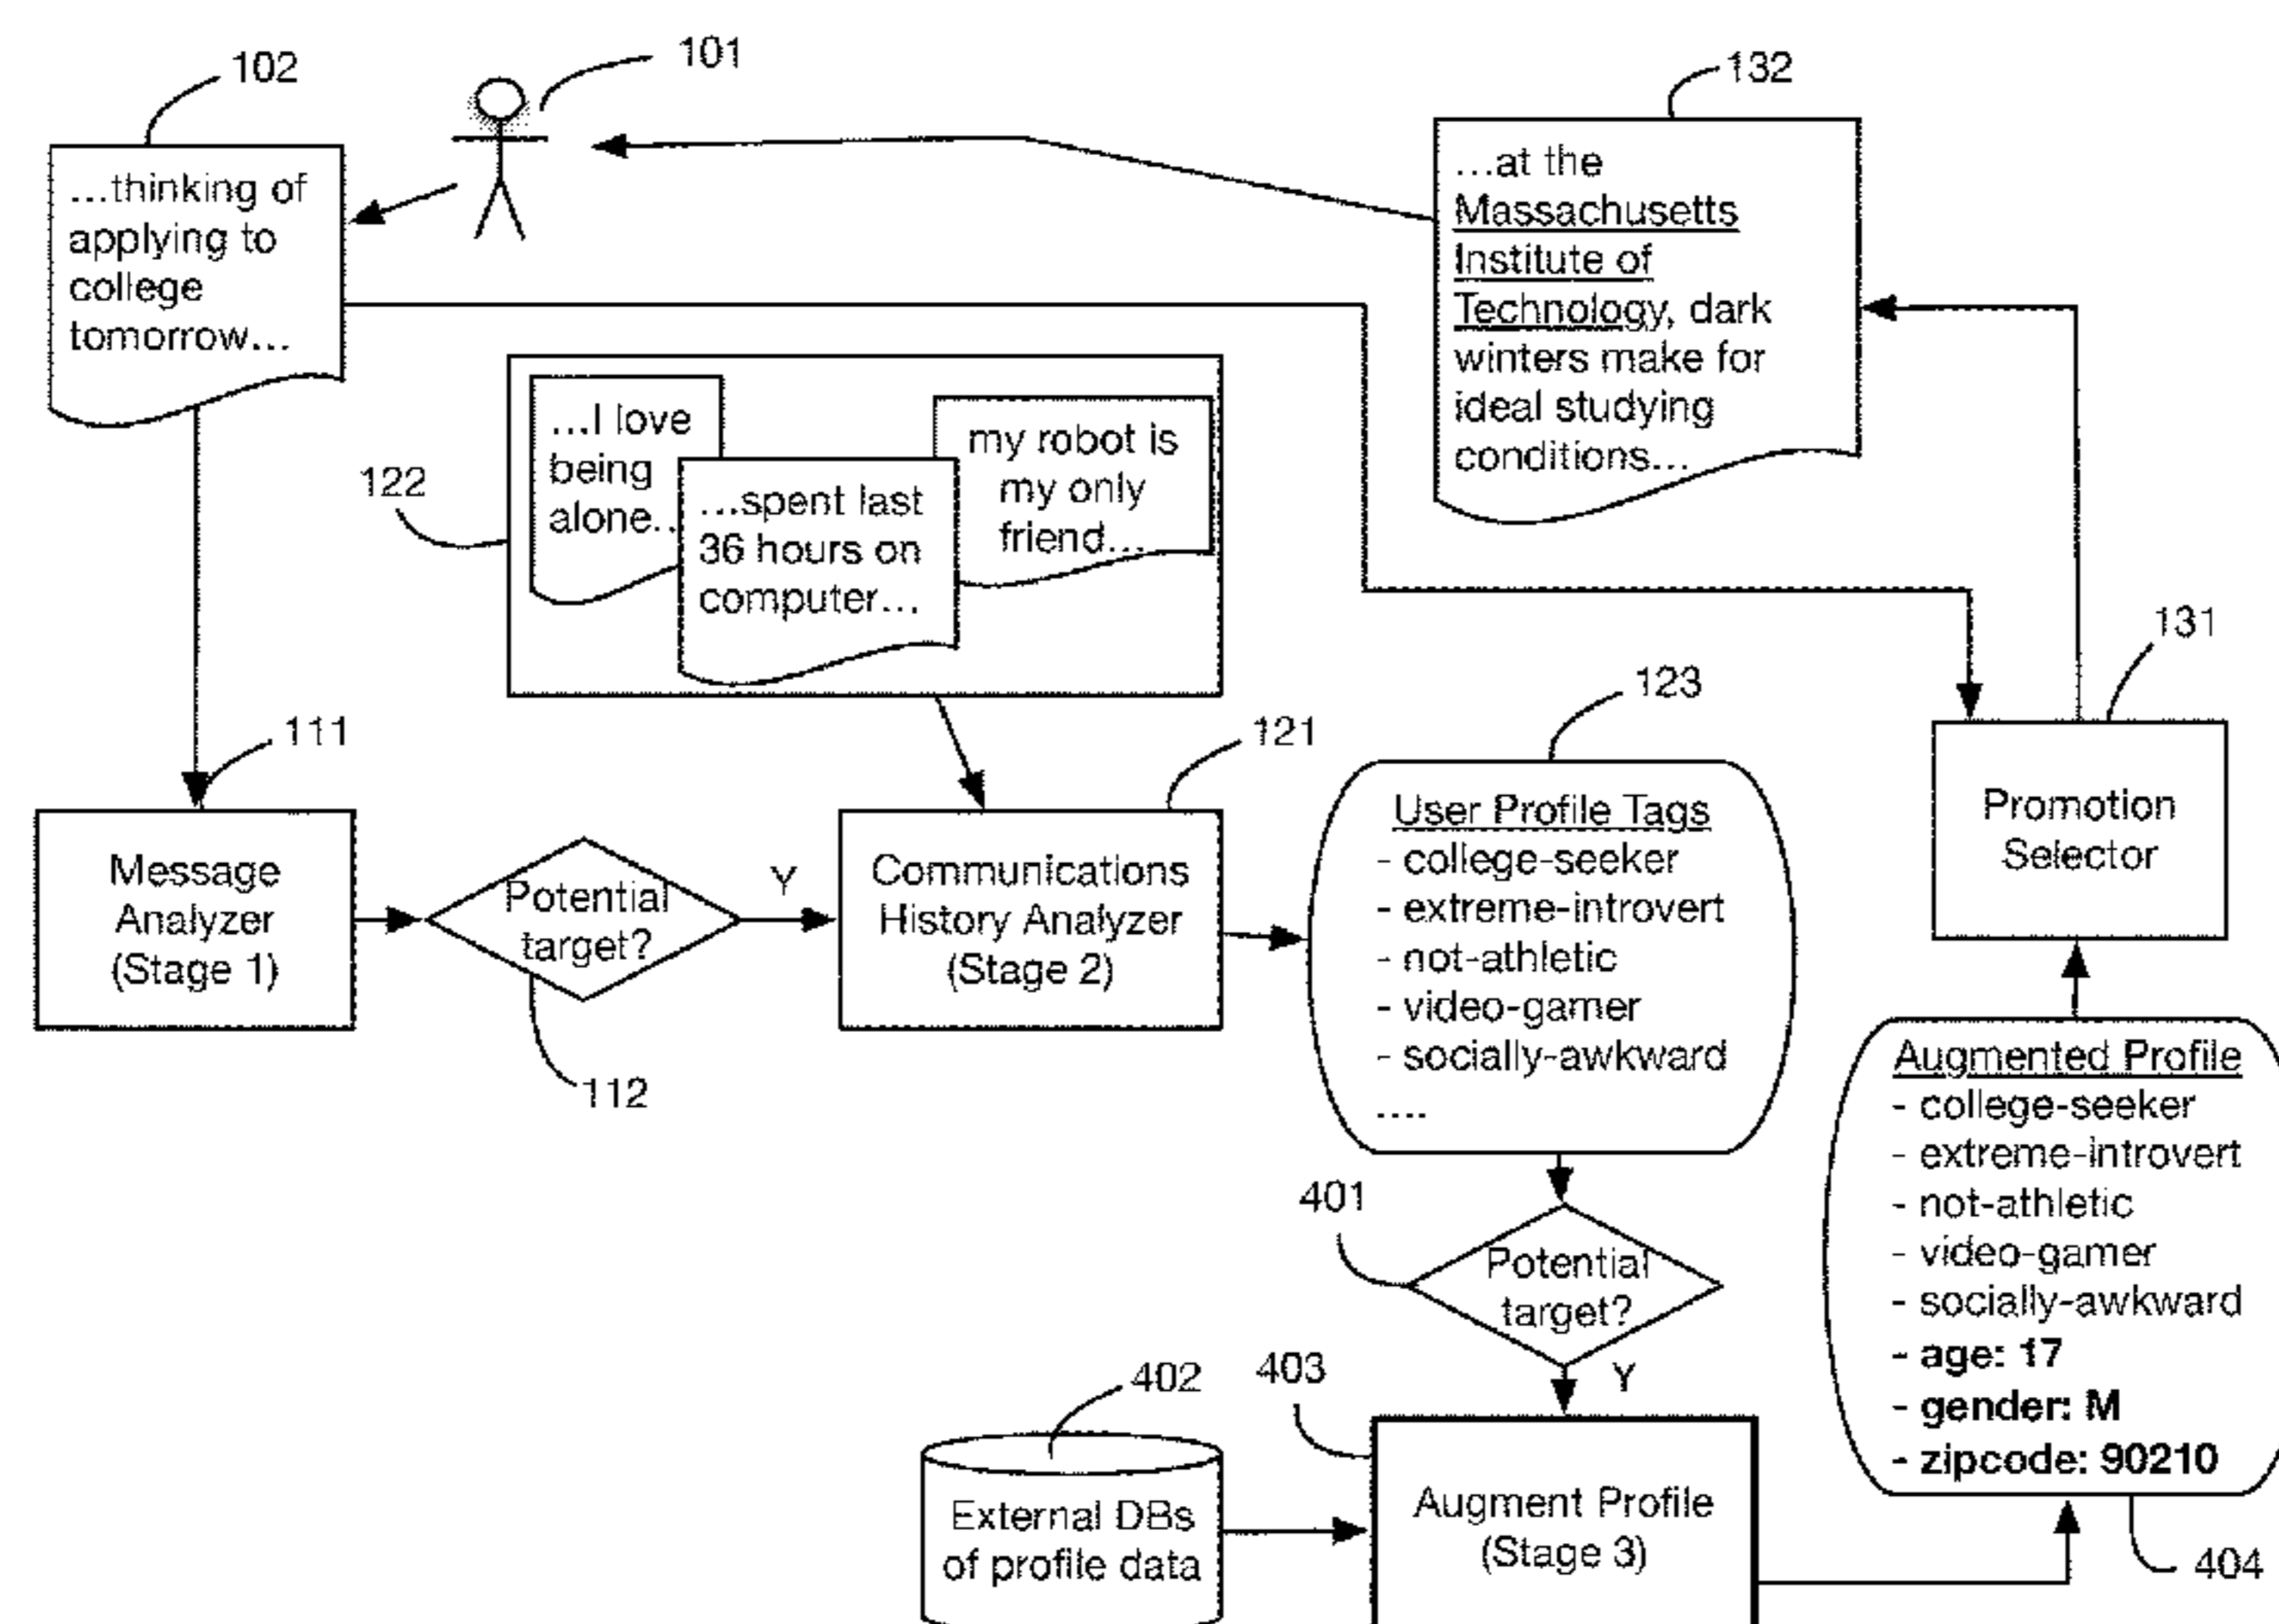 102
101
132
...thinking of
applying to
college
tomorrow...
...at the
Massachusetts
Institute of
Technology, dark
winters make for
ideal studying
conditions...
122
...I love
being
alone...
...spent last
36 hours on
computer...
my robot is
my only
friend...
111
121
123
131
Message
Analyzer
(Stage 1)
Potential
target?
Y
112
Communications
History Analyzer
(Stage 2)
User Profile Tags
- college-seeker
- extreme-introvert
- not-athletic
- video-gamer
- socially-awkward
....
Promotion
Selector
401
Potential
target?
Y
402
403
External DBs
of profile data
Augment Profile
(Stage 3)
Augmented Profile
- college-seeker
- extreme-introvert
- not-athletic
- video-gamer
- socially-awkward
- age: 17
- gender: M
- zipcode: 90210
404